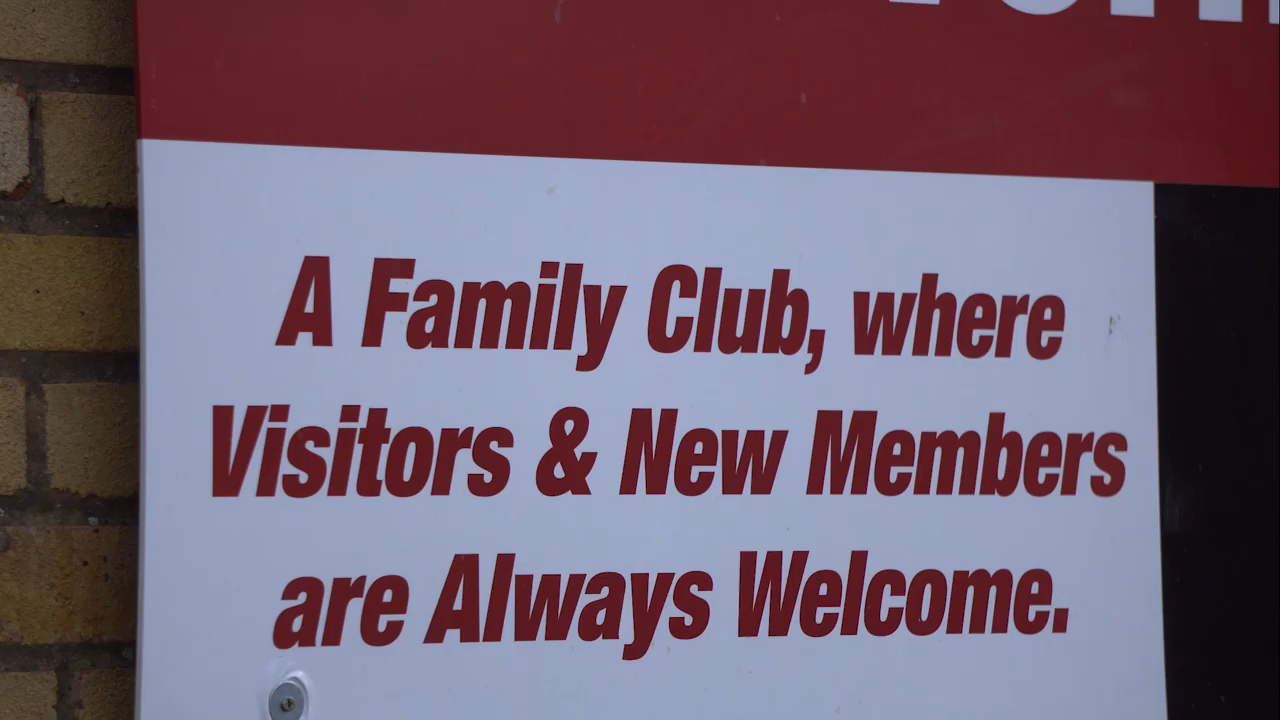 A Family Club, where
Visitors & New Members
are Always Welcome.